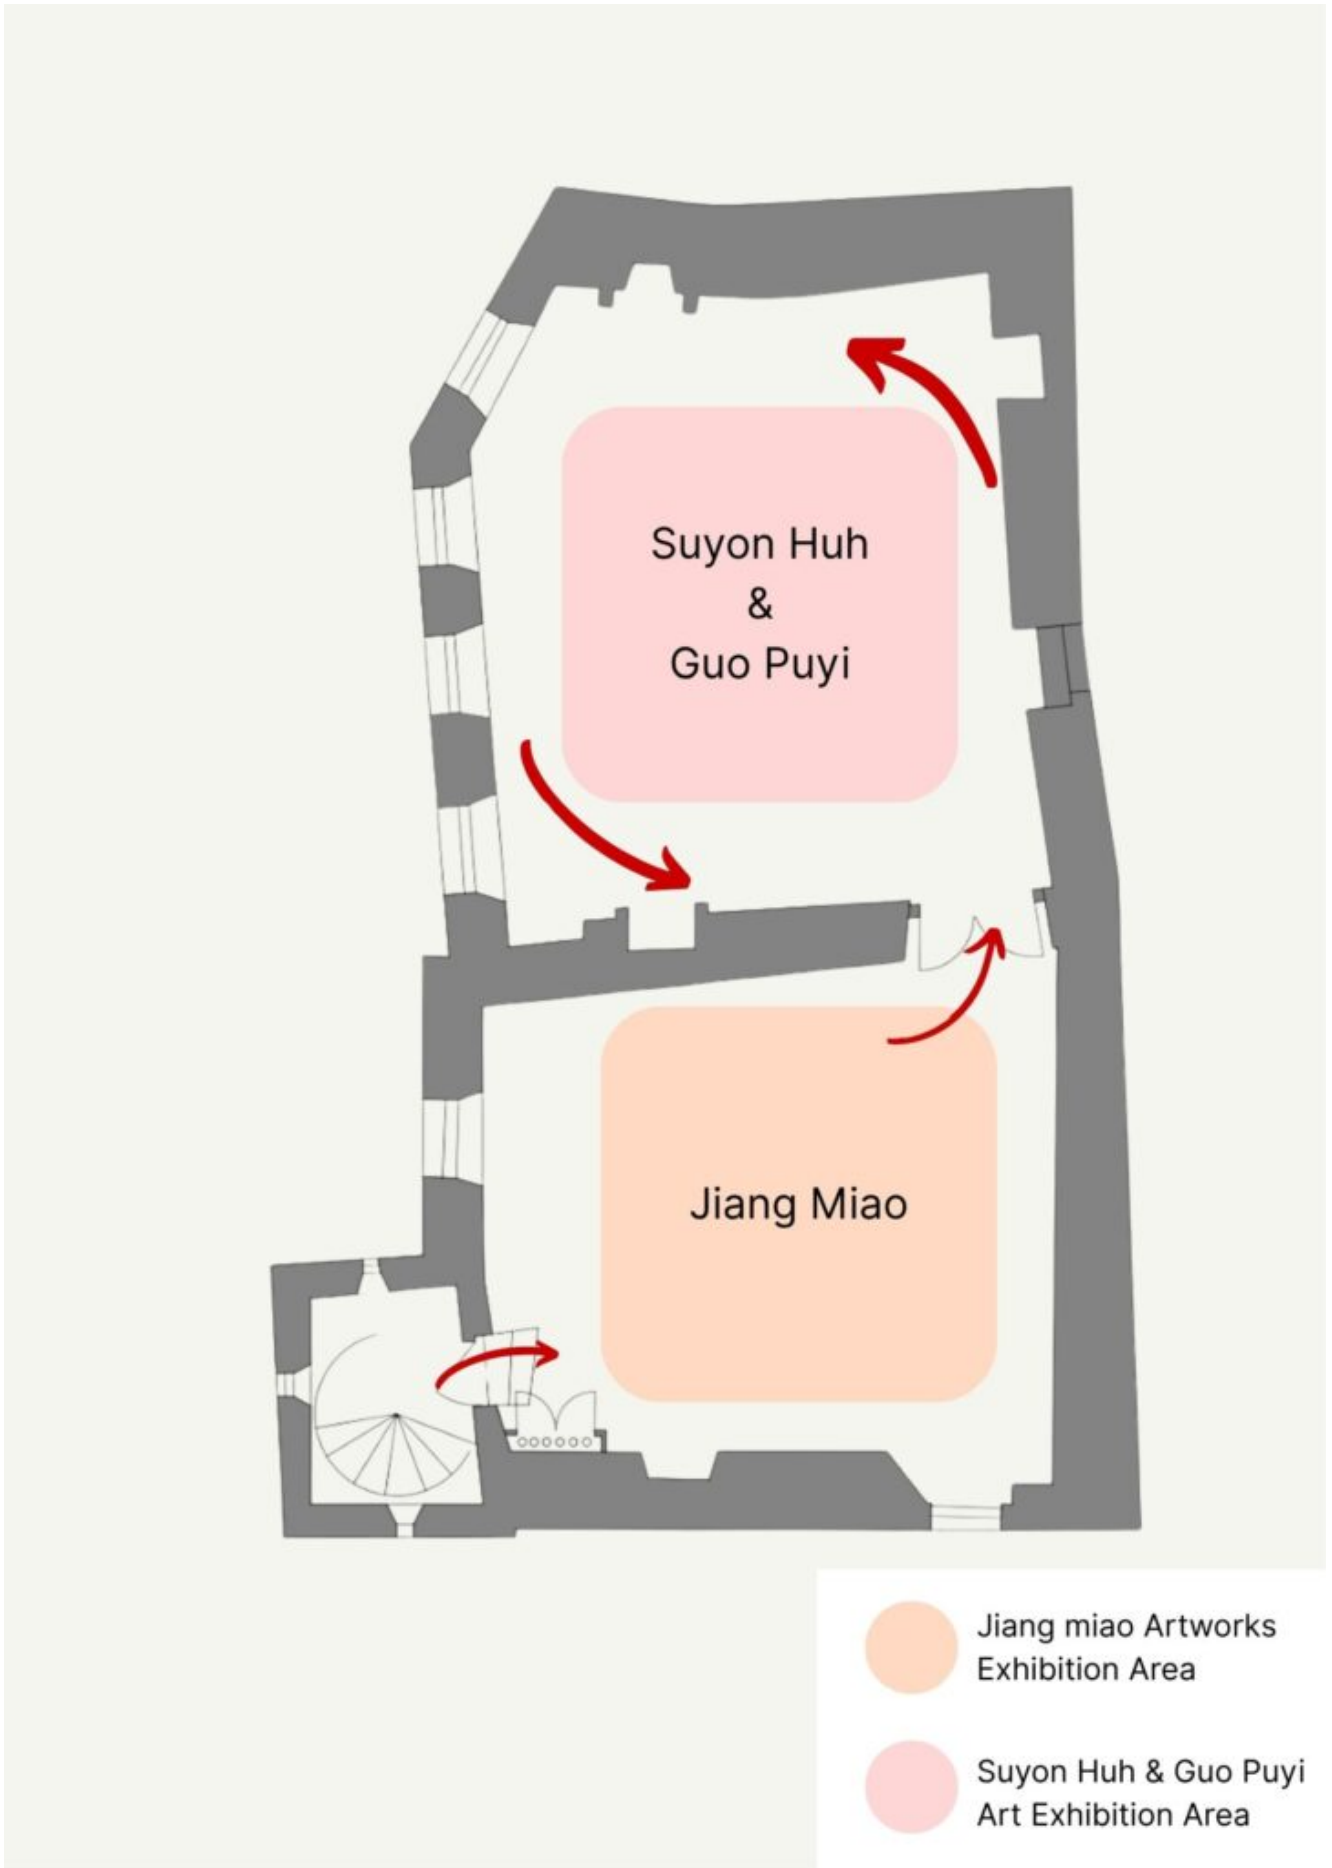 Suyon Huh
&
Guo Puyi
Jiang Miao
Jiang miao Artworks
Exhibition Area
Suyon Huh & Guo Puyi
Art Exhibition Area